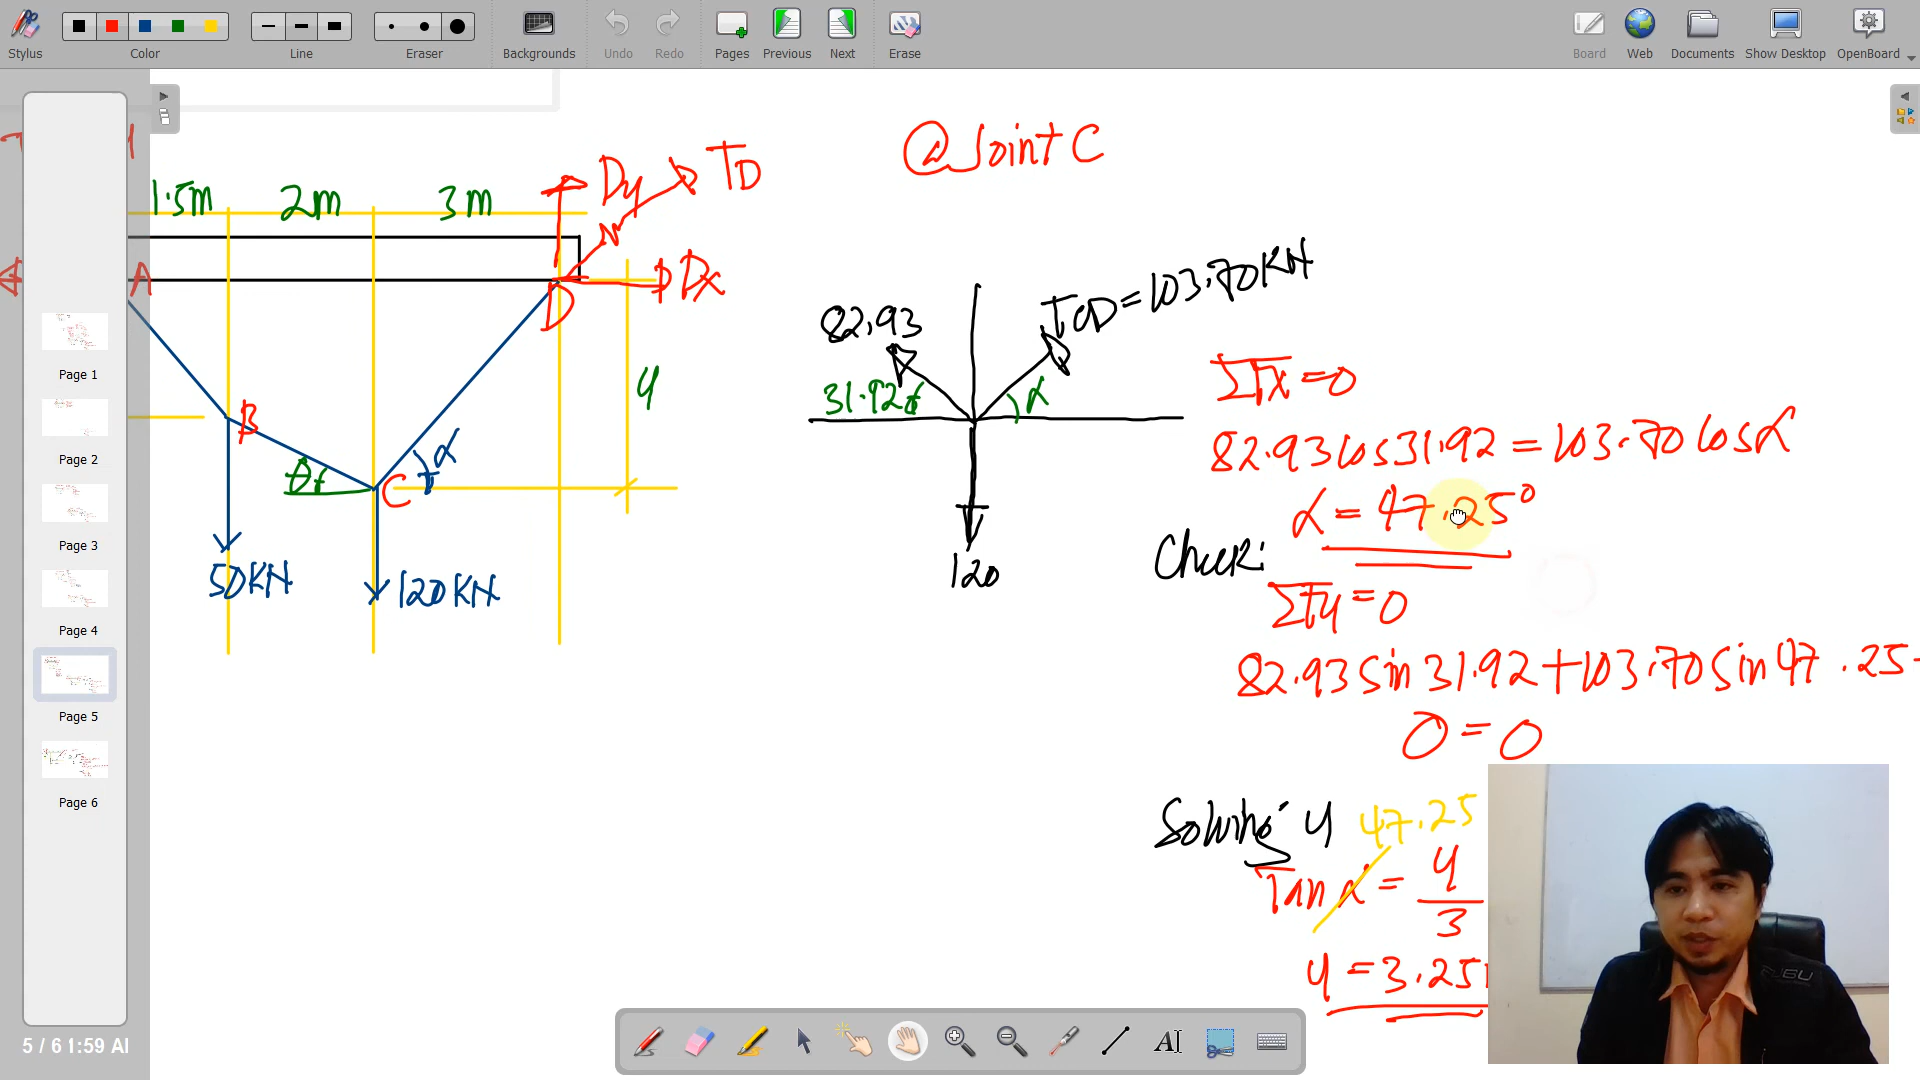 Stylus
Color
Line
Eraser
Backgrounds
Undo
Redo
Pages
Previous
Next
Erase
Board
Web
Documents
Show Desktop
OpenBoard
Page 1
Page 2
Page 3
Page 4
Page 5
Page 6
5 / 6 1:59 AM
1.5m 2m 3m
Dy TD
A
Dx
D
y
B
θ
C
α
50KN
120KN
@ Joint C
82.93
TCD = 103.70KN
31.92
α
120
ΣFx = 0
82.93 cos 31.92 = 103.70 cos α
α = 47.25°
Check:
ΣFy = 0
82.93 sin 31.92 + 103.70 sin 47.25 -
0 = 0
Solving y
47.25
Tan α = y/3
y = 3.25